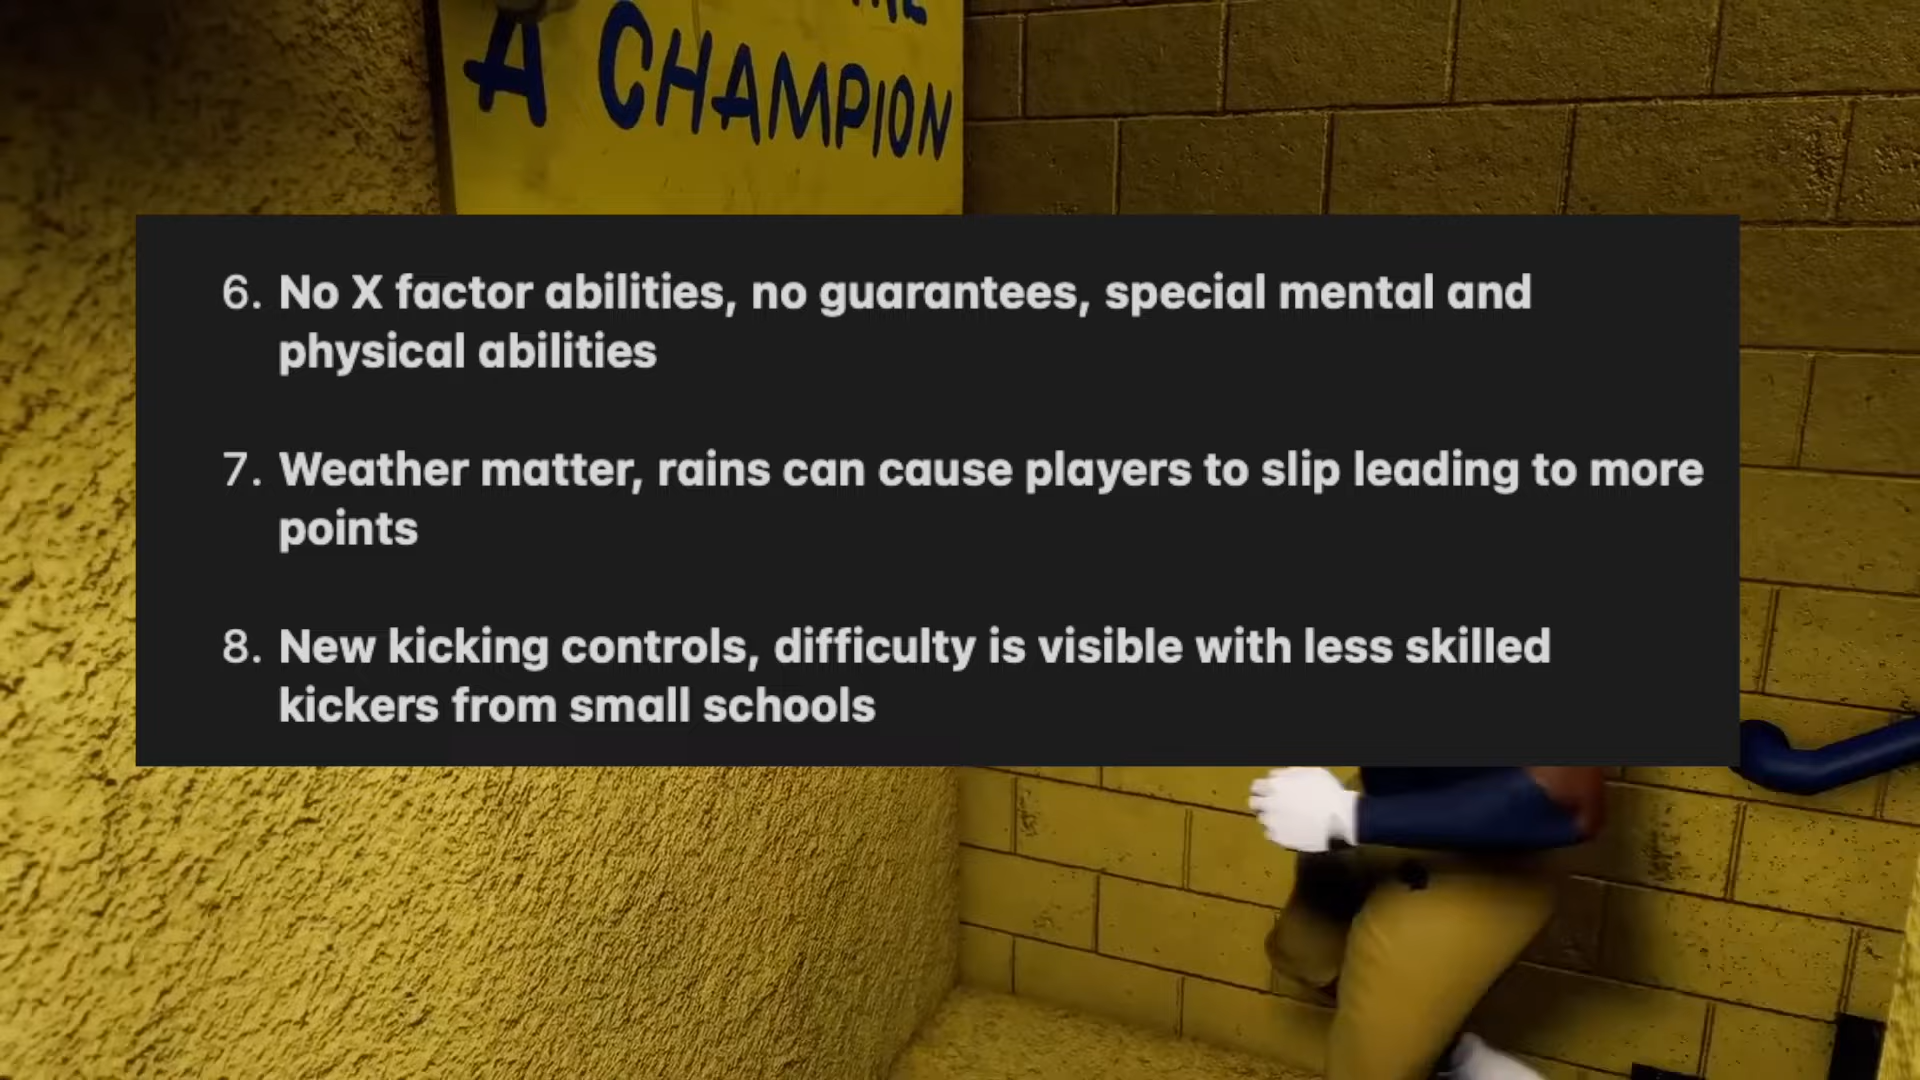 A CHAMPION
6. No X factor abilities, no guarantees, special mental and
physical abilities
7. Weather matter, rains can cause players to slip leading to more
points
8. New kicking controls, difficulty is visible with less skilled
kickers from small schools